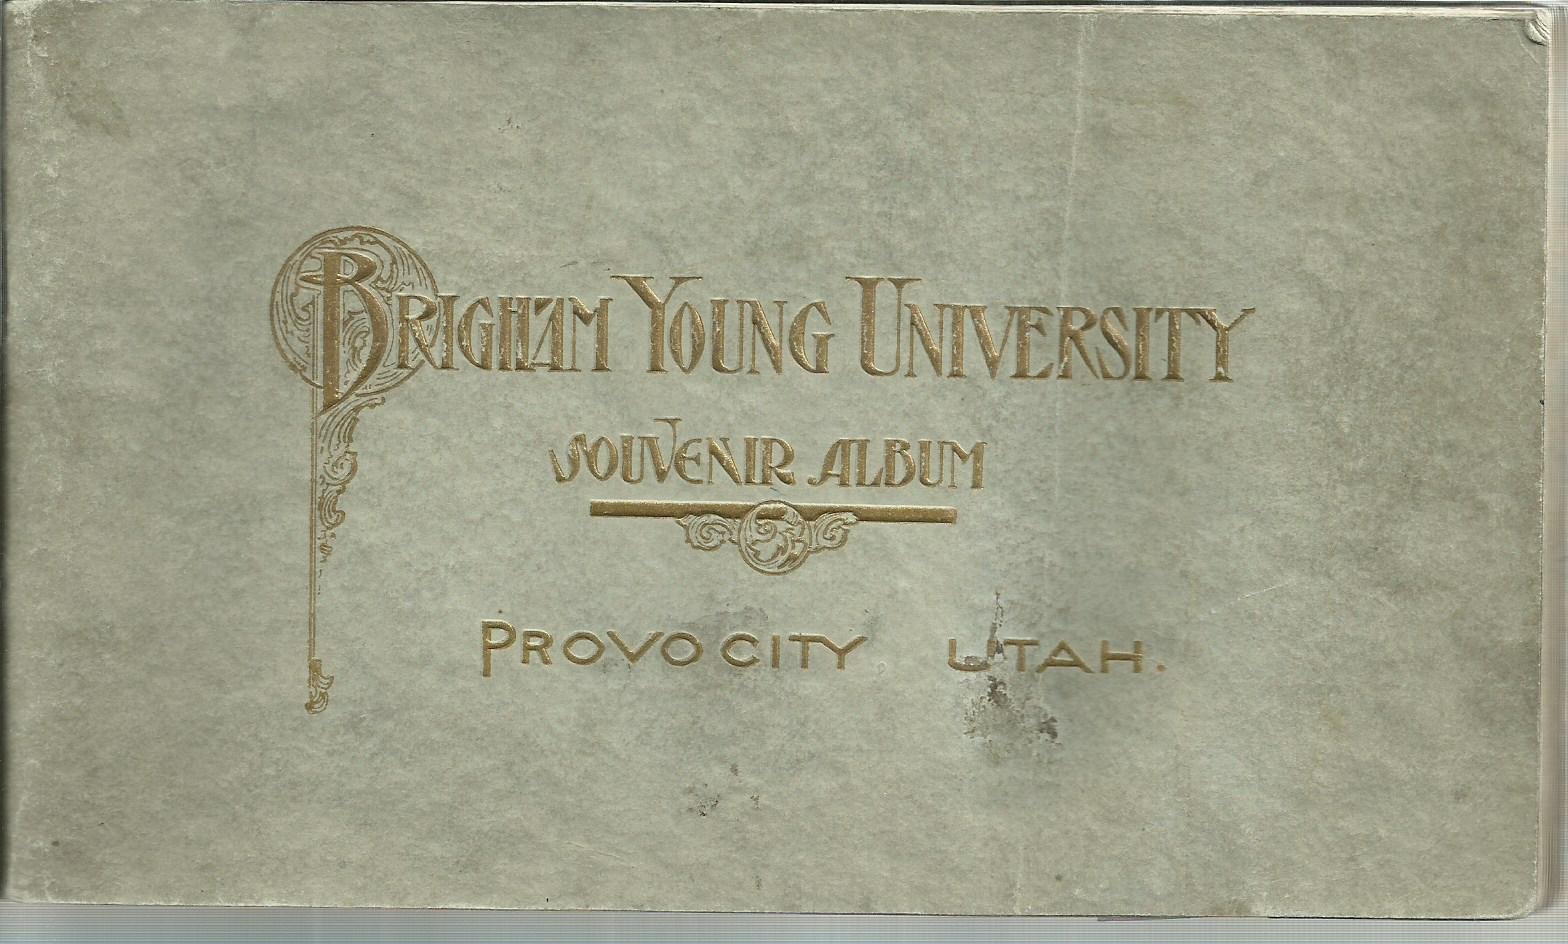 Brigham Young University
Souvenir Album
Provo City Utah.